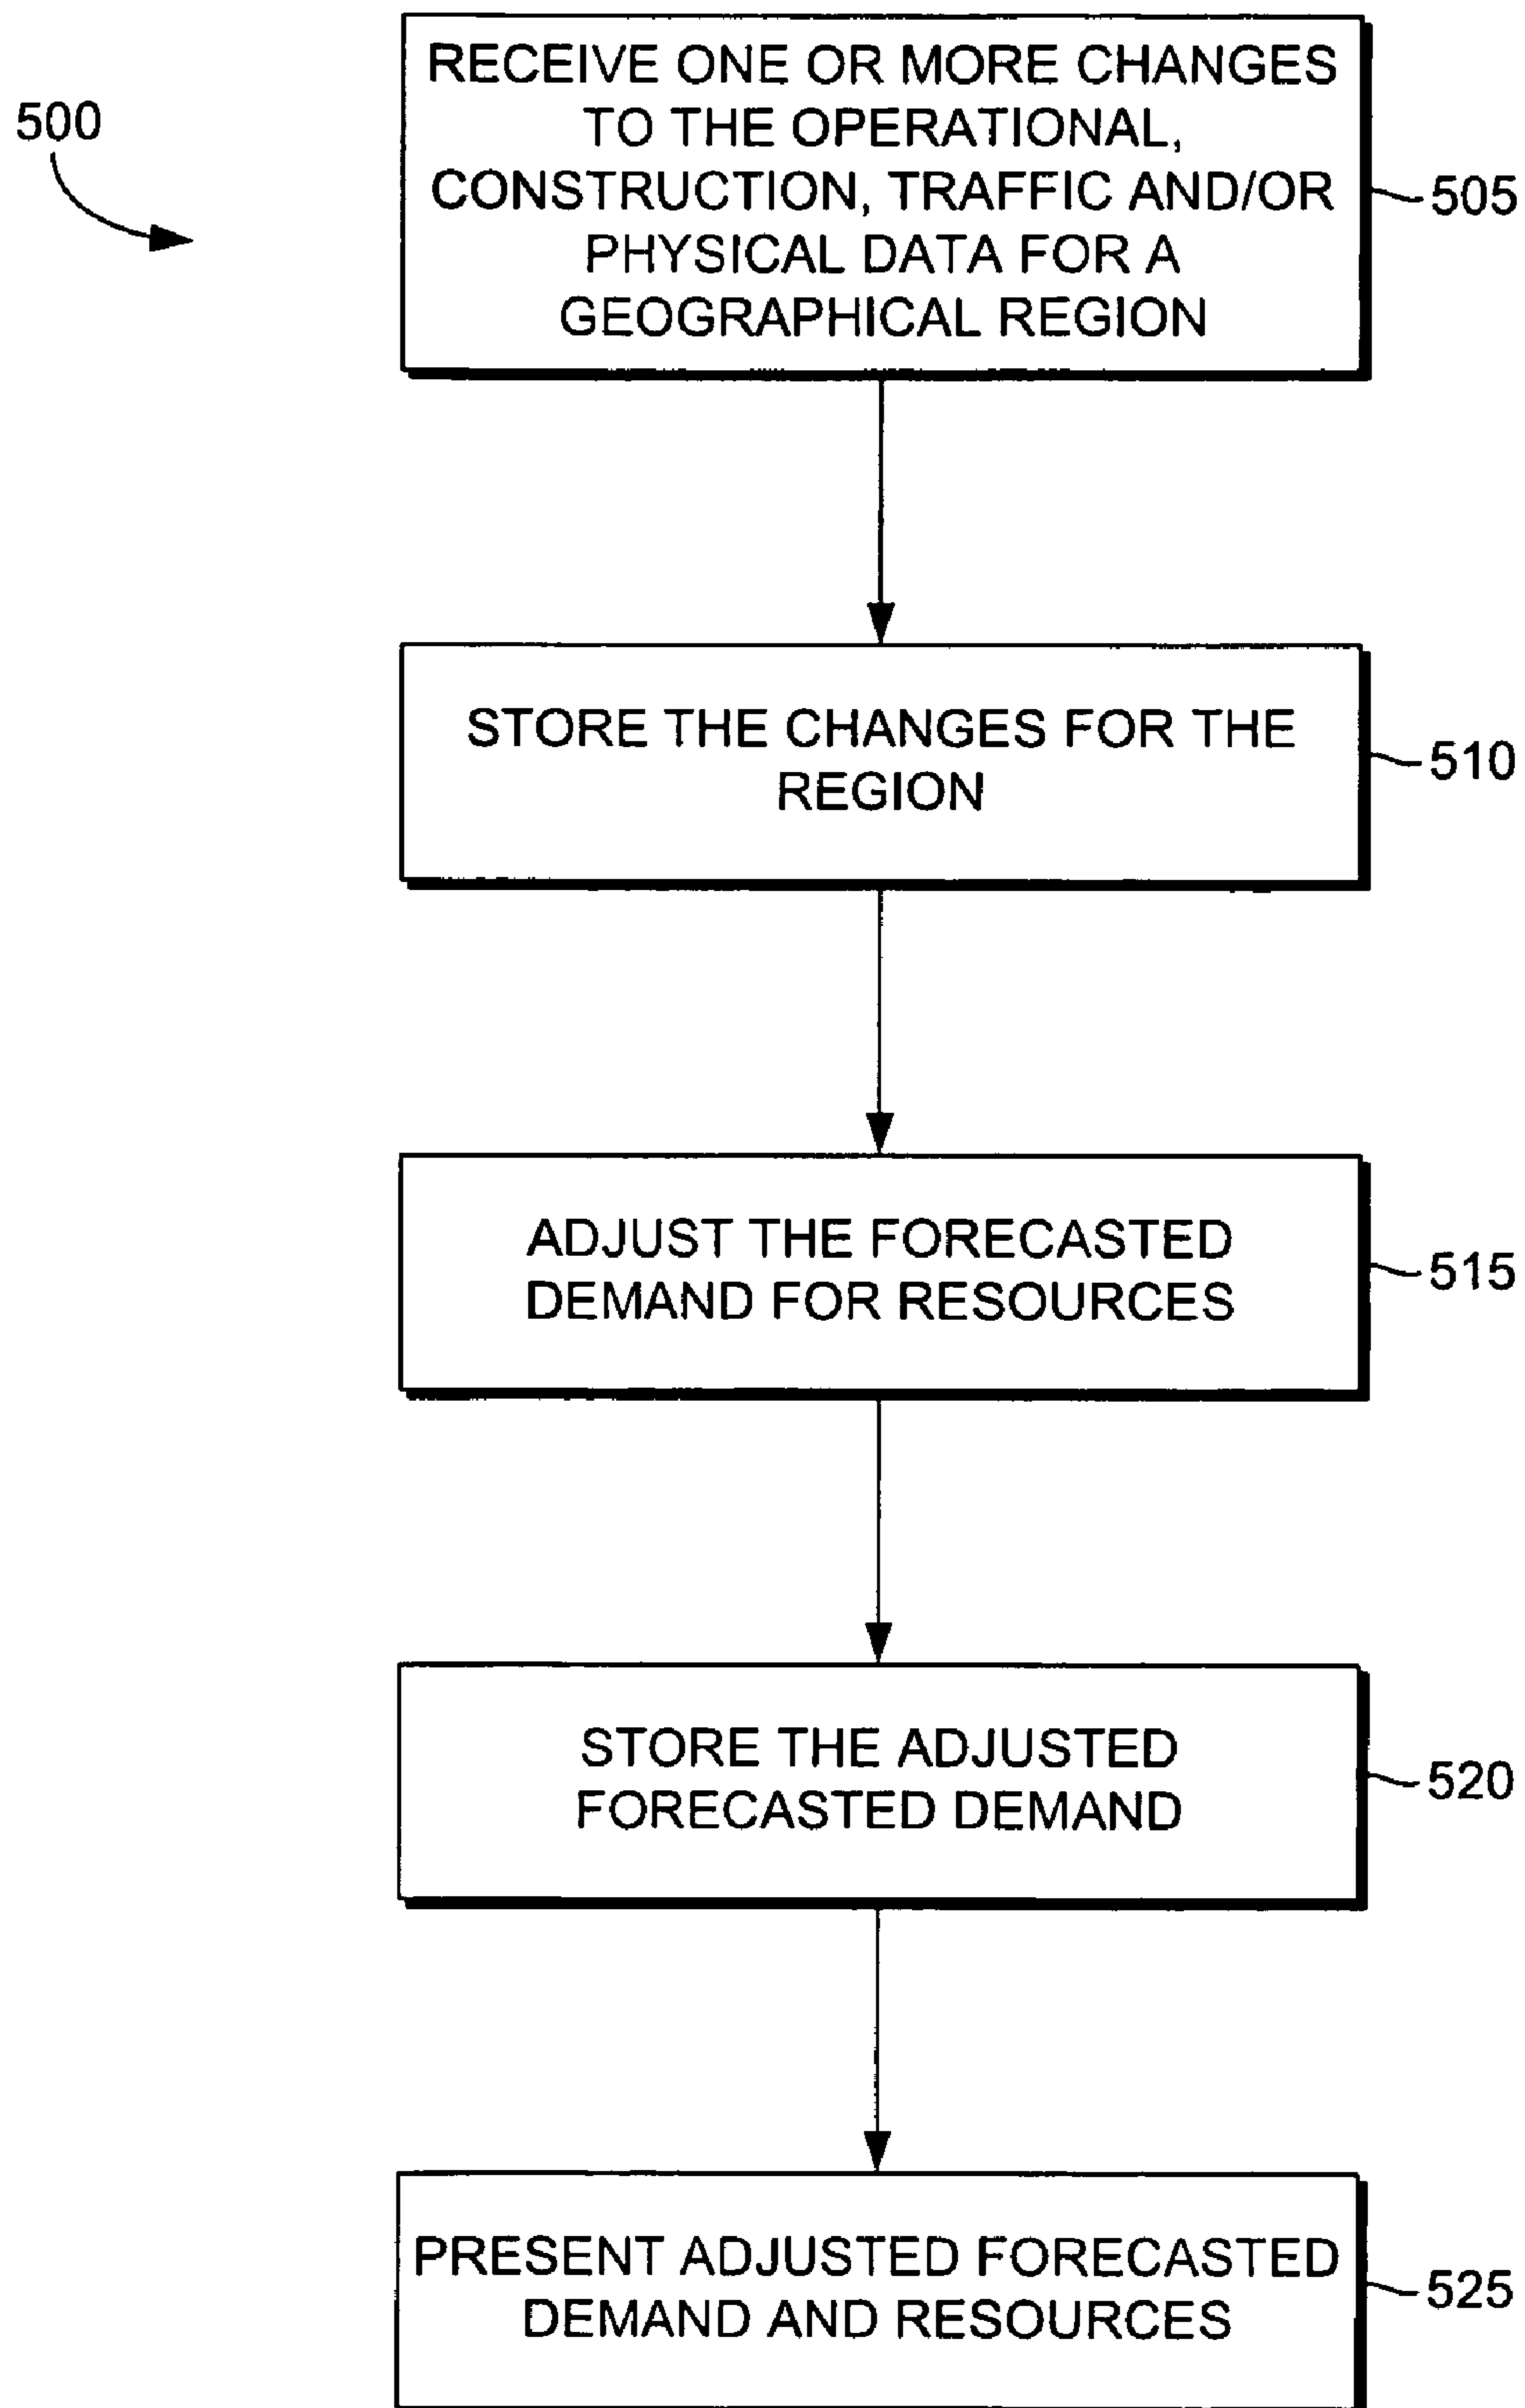 500
RECEIVE ONE OR MORE CHANGES
TO THE OPERATIONAL,
CONSTRUCTION, TRAFFIC AND/OR
PHYSICAL DATA FOR A
GEOGRAPHICAL REGION
505
STORE THE CHANGES FOR THE
REGION
510
ADJUST THE FORECASTED
DEMAND FOR RESOURCES
515
STORE THE ADJUSTED
FORECASTED DEMAND
520
PRESENT ADJUSTED FORECASTED
DEMAND AND RESOURCES
525